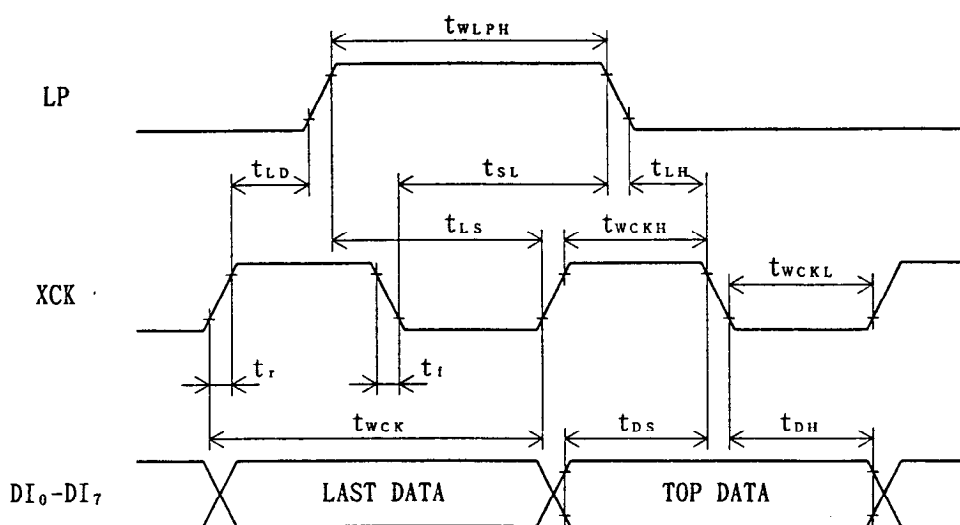 tWLPH
LP
tLD
tSL
tLH
tLS
tWCKH
XCK
tWCKL
tr
tf
tWCK
tDS
tDH
DI0-DI7
LAST DATA
TOP DATA